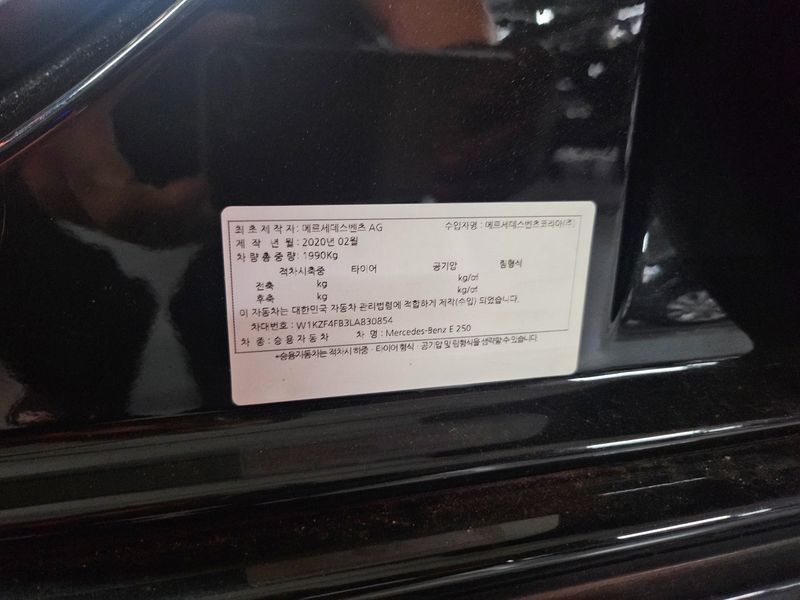 최초제작자 : 메르세데스벤츠 AG 수입자명 : 메르세데스벤츠코리아(주)
제 작 년 월 : 2020년 02월
차량총중량 : 1990Kg
적차시축중 타이어 공기압 림형식
전축 kg kg/㎠
후축 kg kg/㎠
이 자동차는 대한민국 자동차 관리법령에 적합하게 제작(수입) 되었습니다.
차대번호 : W1KZF4FB3LA830854
차 종 : 승용자동차 차 명 : Mercedes-Benz E 250
*승용자동차는 적차시 하중 · 타이어 형식 · 공기압 및 림형식을 생략할 수 있습니다.